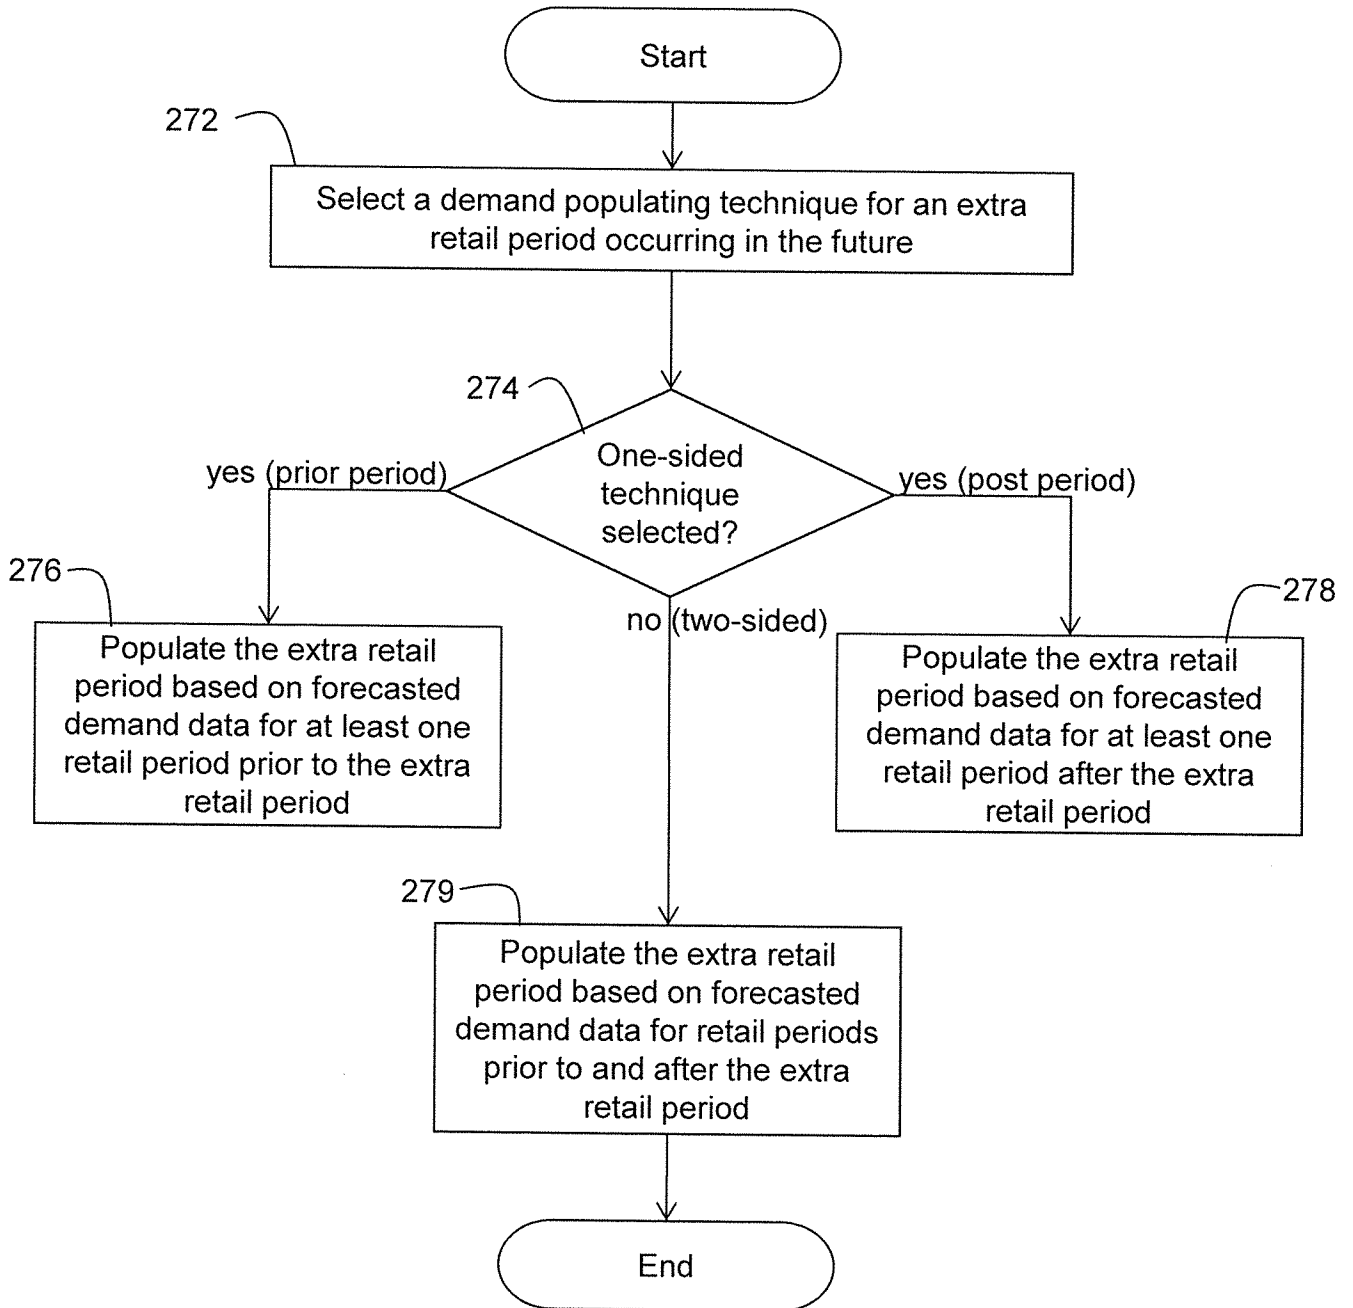 Start
272
Select a demand populating technique for an extra
retail period occurring in the future
274
One-sided
technique
selected?
yes (prior period)
yes (post period)
no (two-sided)
276
Populate the extra retail
period based on forecasted
demand data for at least one
retail period prior to the extra
retail period
278
Populate the extra retail
period based on forecasted
demand data for at least one
retail period after the extra
retail period
279
Populate the extra retail
period based on forecasted
demand data for retail periods
prior to and after the extra
retail period
End